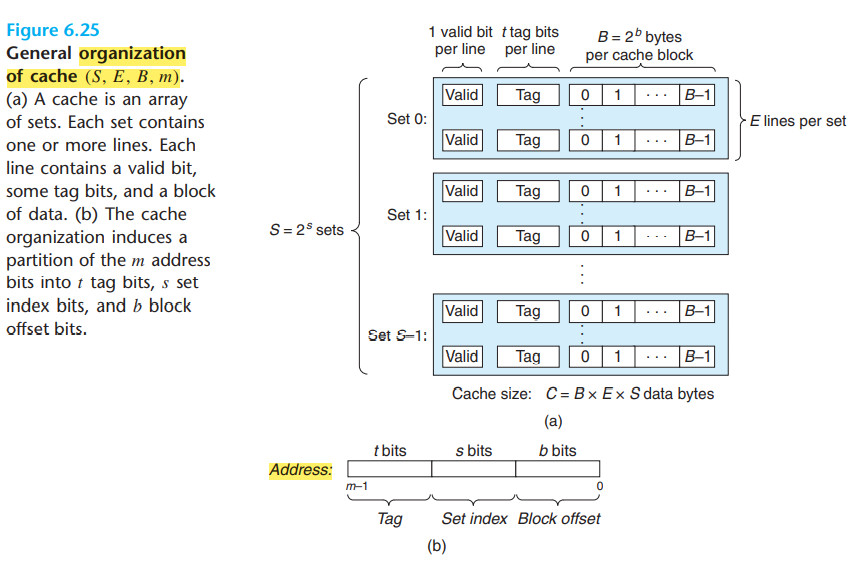 Figure 6.25
General organization
of cache (S, E, B, m).
(a) A cache is an array
of sets. Each set contains
one or more lines. Each
line contains a valid bit,
some tag bits, and a block
of data. (b) The cache
organization induces a
partition of the m address
bits into t tag bits, s set
index bits, and b block
offset bits.
1 valid bit per line
t tag bits per line
B = 2^b bytes
per cache block
S = 2^s sets
Set 0:
Valid Tag 0 1 · · · B–1
⋮
Valid Tag 0 1 · · · B–1
E lines per set
Set 1:
Valid Tag 0 1 · · · B–1
⋮
Valid Tag 0 1 · · · B–1
⋮
Set S–1:
Valid Tag 0 1 · · · B–1
⋮
Valid Tag 0 1 · · · B–1
Cache size: C = B × E × S data bytes
(a)
t bits s bits b bits
Address:
m–1 0
Tag Set index Block offset
(b)